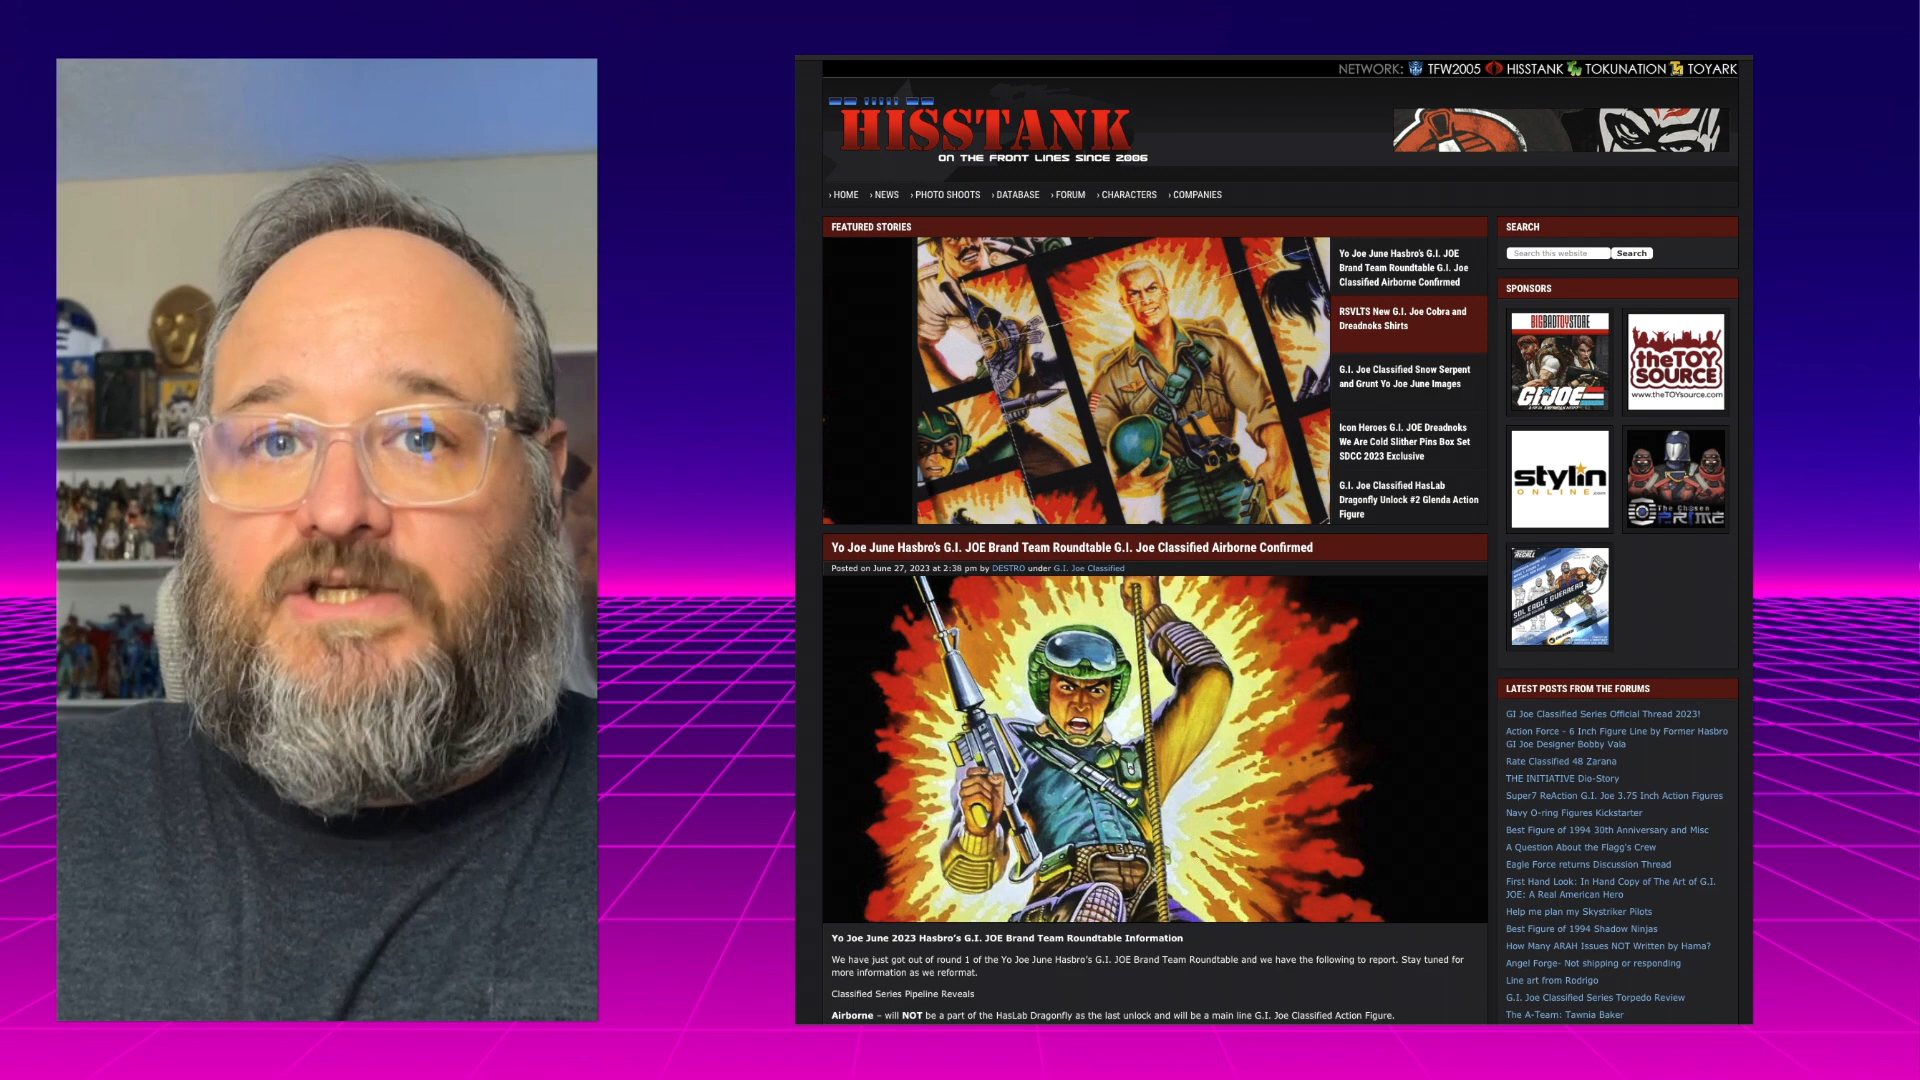 NETWORK: TFW2005 HISSTANK TOKUNATION TOYARK
HISSTANK
ON THE FRONT LINES SINCE 2006
› HOME › NEWS › PHOTO SHOOTS › DATABASE › FORUM › CHARACTERS › COMPANIES
FEATURED STORIES
Yo Joe June Hasbro's G.I. JOE
Brand Team Roundtable G.I. Joe
Classified Airborne Confirmed
RSVLTS New G.I. Joe Cobra and
Dreadnoks Shirts
G.I. Joe Classified Snow Serpent
and Grunt Yo Joe June Images
Icon Heroes G.I. JOE Dreadnoks
We Are Cold Slither Pins Box Set
SDCC 2023 Exclusive
G.I. Joe Classified HasLab
Dragonfly Unlock #2 Glenda Action
Figure
Yo Joe June Hasbro's G.I. JOE Brand Team Roundtable G.I. Joe Classified Airborne Confirmed
Posted on June 27, 2023 at 2:38 pm by DESTRO under G.I. Joe Classified
Yo Joe June 2023 Hasbro's G.I. JOE Brand Team Roundtable Information
We have just got out of round 1 of the Yo Joe June Hasbro's G.I. JOE Brand Team Roundtable and we have the following to report. Stay tuned for
more information as we reformat.
Classified Series Pipeline Reveals
Airborne – will NOT be a part of the HasLab Dragonfly as the last unlock and will be a main line G.I. Joe Classified Action Figure.
SEARCH
Search this website Search
SPONSORS
BIGBADTOYSTORE
GI JOE
theTOY
SOURCE
www.theTOYsource.com
stylin
ONLINE.com
The Chosen
PRIME
RECALL
SGL EAGLE GUERRERO
LATEST POSTS FROM THE FORUMS
GI Joe Classified Series Official Thread 2023!
Action Force - 6 Inch Figure Line by Former Hasbro
GI Joe Designer Bobby Vala
Rate Classified 48 Zarana
THE INITIATIVE Dio-Story
Super7 ReAction G.I. Joe 3.75 Inch Action Figures
Navy O-ring Figures Kickstarter
Best Figure of 1994 30th Anniversary and Misc
A Question About the Flagg's Crew
Eagle Force returns Discussion Thread
First Hand Look: In Hand Copy of The Art of G.I.
JOE: A Real American Hero
Help me plan my Skystriker Pilots
Best Figure of 1994 Shadow Ninjas
How Many ARAH Issues NOT Written by Hama?
Angel Forge- Not shipping or responding
Line art from Rodrigo
G.I. Joe Classified Series Torpedo Review
The A-Team: Tawnia Baker